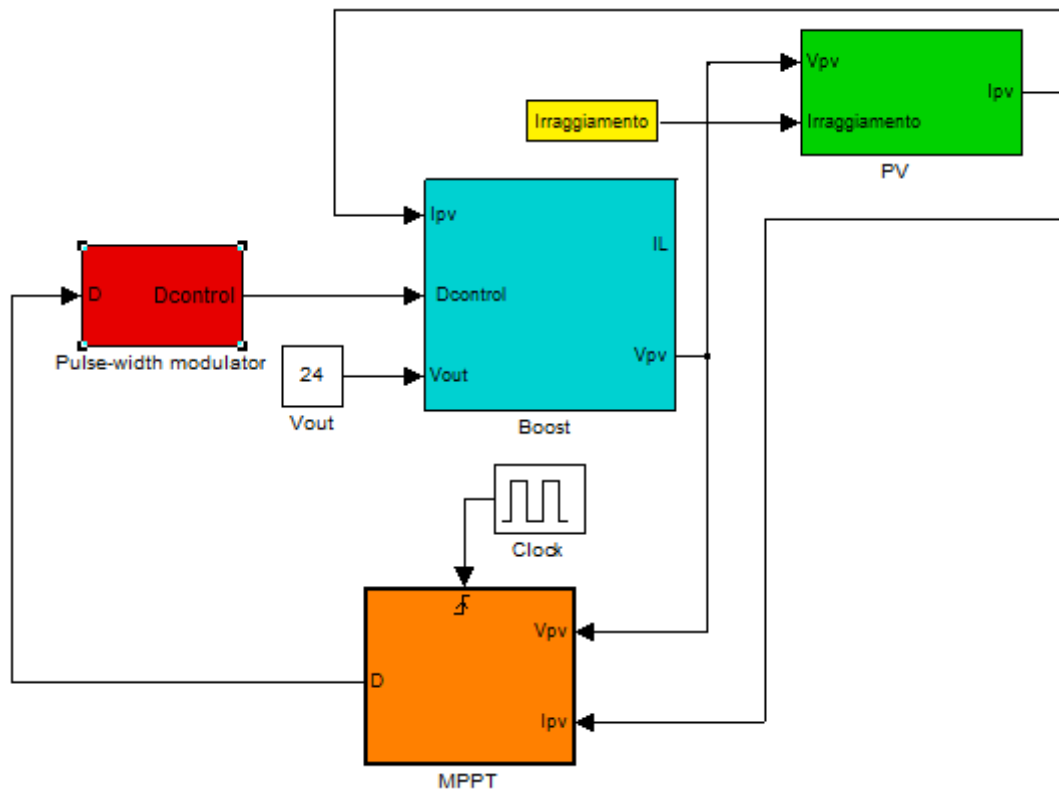 Vpv
Ipv
Irraggiamento
Irraggiamento
PV
Ipv
IL
D
Dcontrol
Dcontrol
Pulse-width modulator
24
Vout
Vout
Vpv
Boost
Clock
Vpv
D
Ipv
MPPT